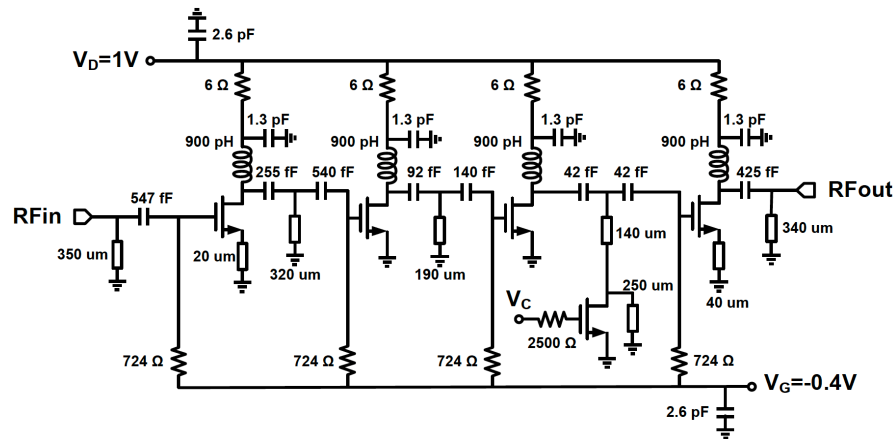 2.6 pF
V_D=1V
6 Ω
6 Ω
6 Ω
6 Ω
1.3 pF
1.3 pF
1.3 pF
1.3 pF
900 pH
900 pH
900 pH
900 pH
255 fF
540 fF
92 fF
140 fF
42 fF
42 fF
425 fF
547 fF
RFin
RFout
350 um
20 um
320 um
190 um
140 um
340 um
250 um
40 um
V_C
2500 Ω
724 Ω
724 Ω
724 Ω
724 Ω
V_G=-0.4V
2.6 pF